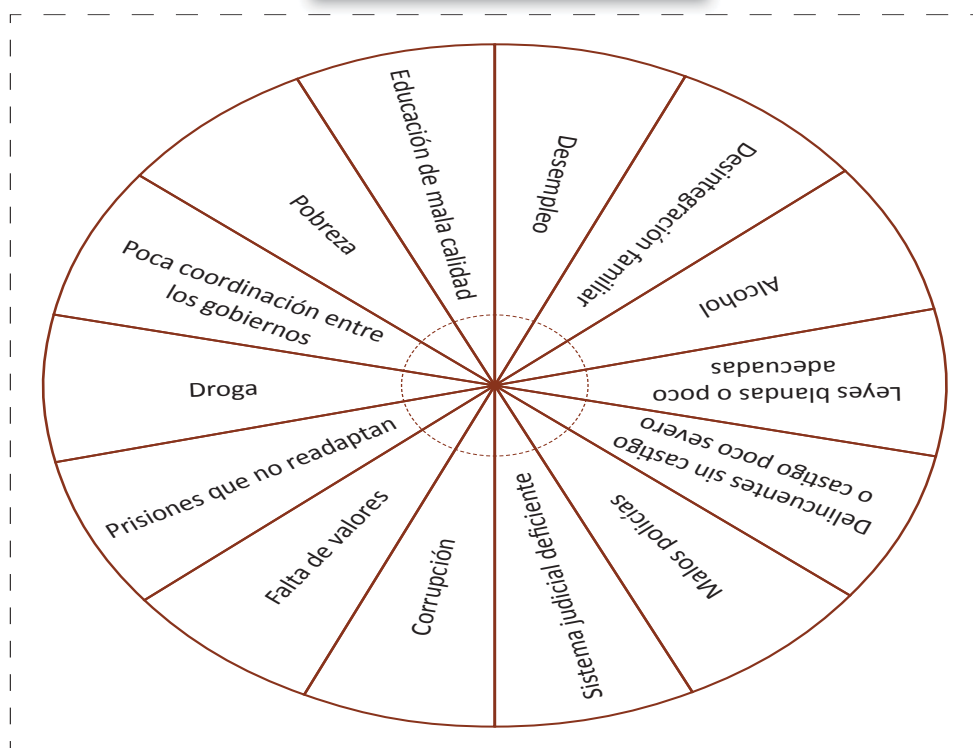 Educación de mala calidad
Desempleo
Desintegración familiar
Alcohol
Leyes blandas o poco
adecuadas
Delincuentes sin castigo
o castigo poco severo
Malos policías
Sistema judicial deficiente
Corrupción
Falta de valores
Prisiones que no readaptan
Droga
Poca coordinación entre
los gobiernos
Pobreza